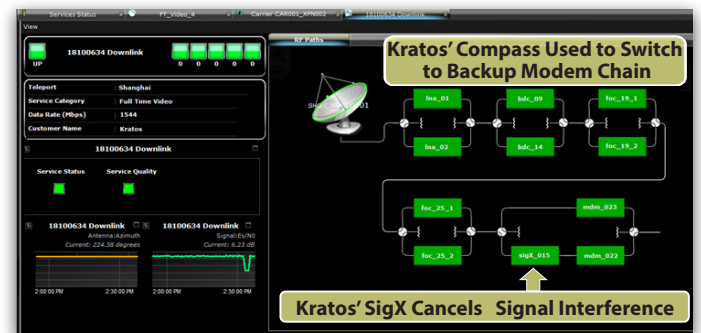 Services Status
FT_Video_4
Carrier CAR001_XPN002
18100634 Downlink
View
UP
18100634 Downlink
0 0 0 0 0
RF Paths
Kratos' Compass Used to Switch
to Backup Modem Chain
Teleport Shanghai
Service Category Full Time Video
Data Rate (Mbps) 1544
Customer Name Kratos
18100634 Downlink
Service Status Service Quality
18100634 Downlink
Antenna:Azimuth
Current: 224.38 degrees
2:00:00 PM 2:30:00 PM
18100634 Downlink
Signal:Es/N0
Current: 6.23 dB
2:00:00 PM 2:30:00 PM
lna_01 bdc_09 foc_19_1
lna_02 bdc_14 foc_19_2
foc_25_1 mdm_023
foc_25_2 sigX_015 mdm_022
Kratos' SigX Cancels Signal Interference